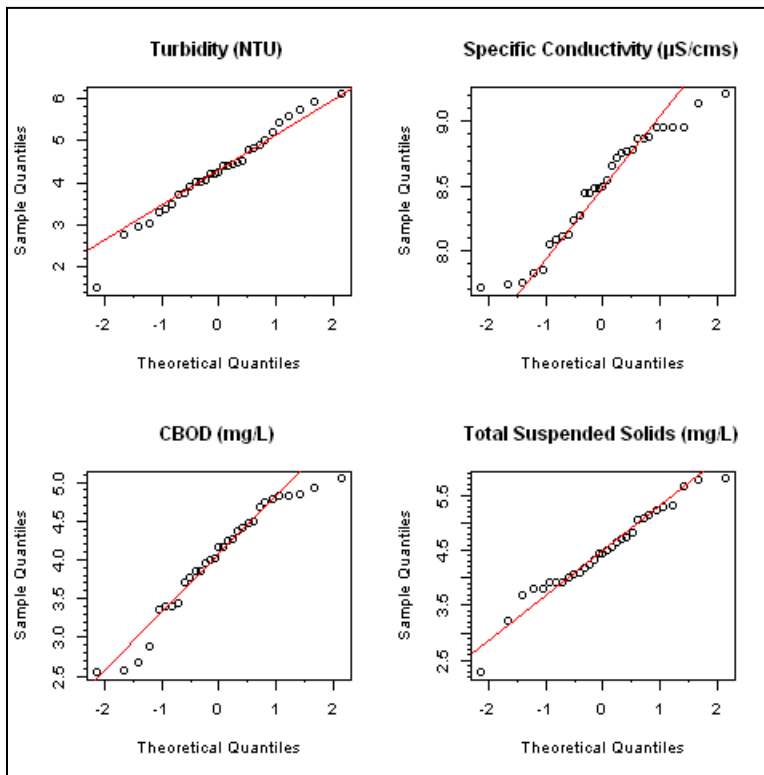 Turbidity (NTU)
Specific Conductivity (µS/cms)
Sample Quantiles
6
5
4
3
2
-2 -1 0 1 2
Theoretical Quantiles
Sample Quantiles
9.0
8.5
8.0
-2 -1 0 1 2
Theoretical Quantiles
CBOD (mg/L)
Total Suspended Solids (mg/L)
Sample Quantiles
5.0
4.5
4.0
3.5
3.0
2.5
-2 -1 0 1 2
Theoretical Quantiles
Sample Quantiles
5.5
4.5
3.5
2.5
-2 -1 0 1 2
Theoretical Quantiles